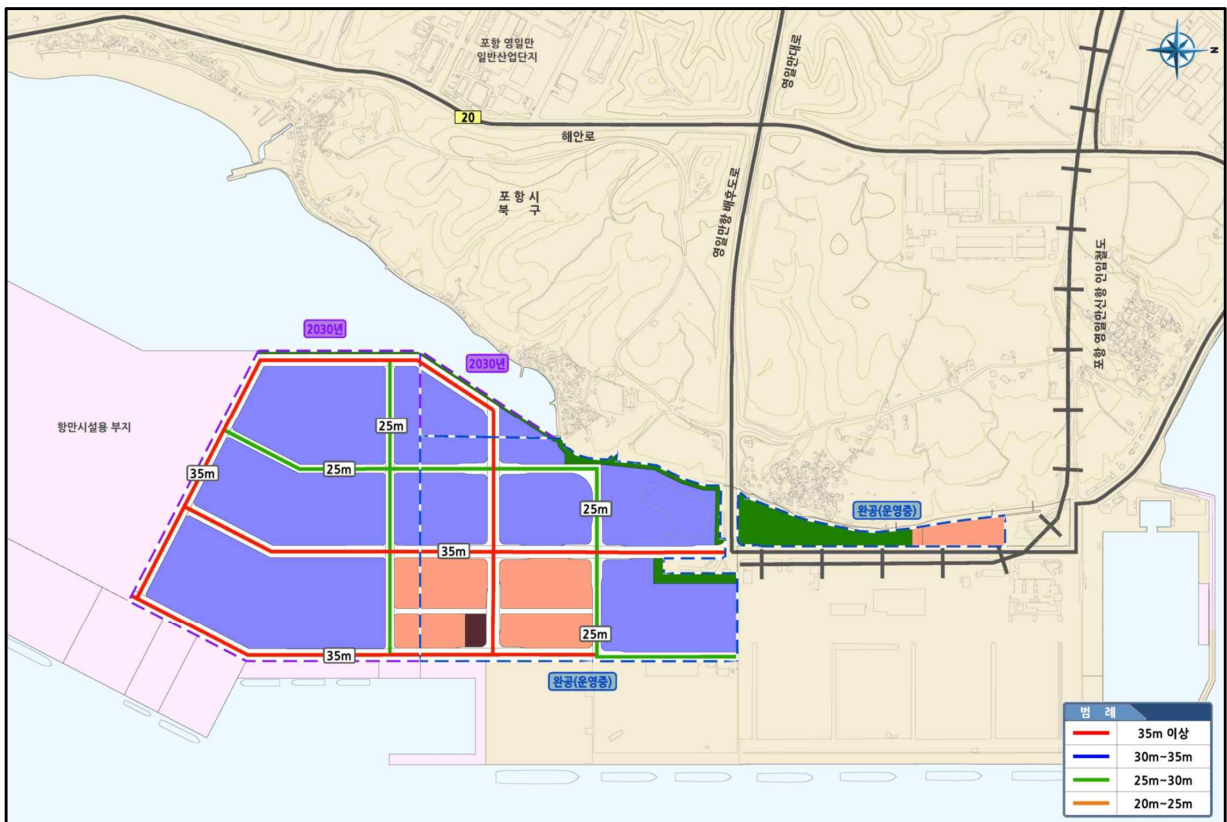 포항 영일만
일반산업단지
N
영일만대로
20
해안로
포 항 시
북 구
영일만항 배후도로
포항 영일만신항 인입철도
2030년
2030년
항만시설용 부지
25m
25m
35m
25m
완공(운영중)
35m
25m
35m
완공(운영중)
범 례
35m 이상
30m~35m
25m~30m
20m~25m